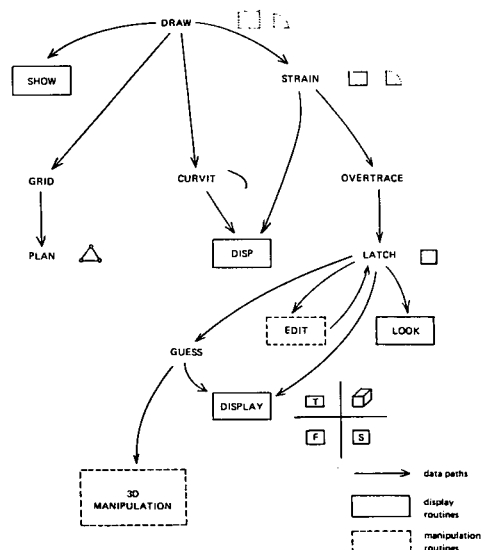 DRAW
SHOW
STRAIN
GRID
CURVIT
OVERTRACE
PLAN
DISP
LATCH
EDIT
LOOK
GUESS
DISPLAY
T
F
S
3D
MANIPULATION
data paths
display
routines
manipulation
routines